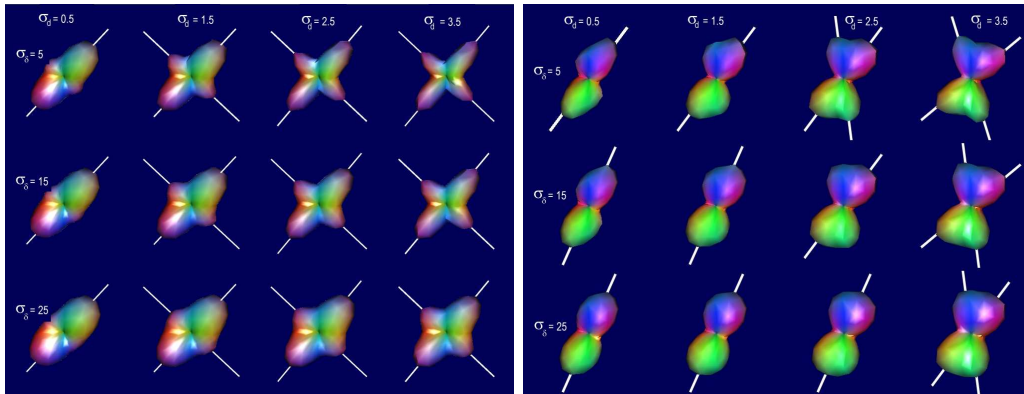 σd = 0.5 σd = 1.5 σd = 2.5 σd = 3.5
σδ = 5
σδ = 15
σδ = 25
σd = 0.5 σd = 1.5 σd = 2.5 σd = 3.5
σδ = 5
σδ = 15
σδ = 25